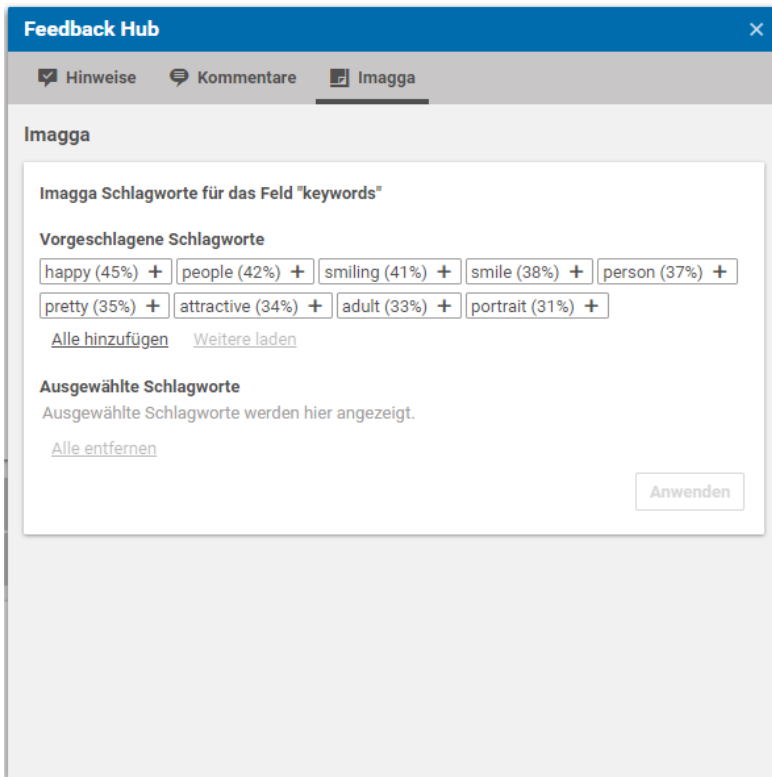 Feedback Hub
Hinweise Kommentare Imagga
Imagga
Imagga Schlagworte für das Feld "keywords"
Vorgeschlagene Schlagworte
happy (45%) + people (42%) + smiling (41%) + smile (38%) + person (37%) +
pretty (35%) + attractive (34%) + adult (33%) + portrait (31%) +
Alle hinzufügen Weitere laden
Ausgewählte Schlagworte
Ausgewählte Schlagworte werden hier angezeigt.
Alle entfernen
Anwenden